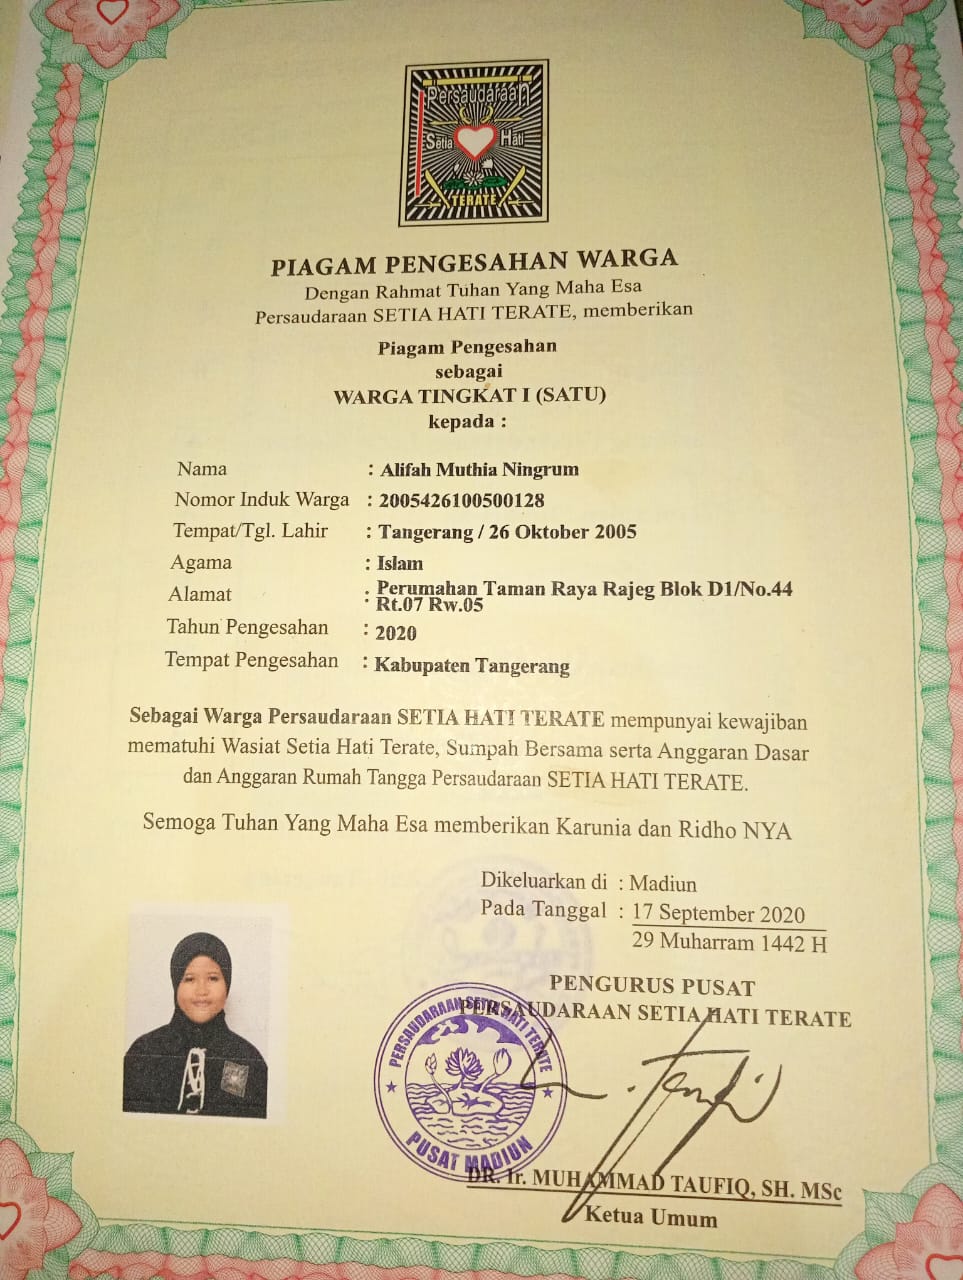 Persaudaraan
Setia Hati
TERATE
PIAGAM PENGESAHAN WARGA
Dengan Rahmat Tuhan Yang Maha Esa
Persaudaraan SETIA HATI TERATE, memberikan
Piagam Pengesahan
sebagai
WARGA TINGKAT I (SATU)
kepada :
Nama : Alifah Muthia Ningrum
Nomor Induk Warga : 2005426100500128
Tempat/Tgl. Lahir : Tangerang / 26 Oktober 2005
Agama : Islam
Alamat : Perumahan Taman Raya Rajeg Blok D1/No.44
Rt.07 Rw.05
Tahun Pengesahan : 2020
Tempat Pengesahan : Kabupaten Tangerang
Sebagai Warga Persaudaraan SETIA HATI TERATE mempunyai kewajiban
mematuhi Wasiat Setia Hati Terate, Sumpah Bersama serta Anggaran Dasar
dan Anggaran Rumah Tangga Persaudaraan SETIA HATI TERATE.
Semoga Tuhan Yang Maha Esa memberikan Karunia dan Ridho NYA
Dikeluarkan di : Madiun
Pada Tanggal : 17 September 2020
29 Muharram 1442 H
PENGURUS PUSAT
PERSAUDARAAN SETIA HATI TERATE
PERSAUDARAAN SETIA HATI TERATE
PUSAT MADIUN
DR. Ir. MUHAMMAD TAUFIQ, SH. MSc
Ketua Umum